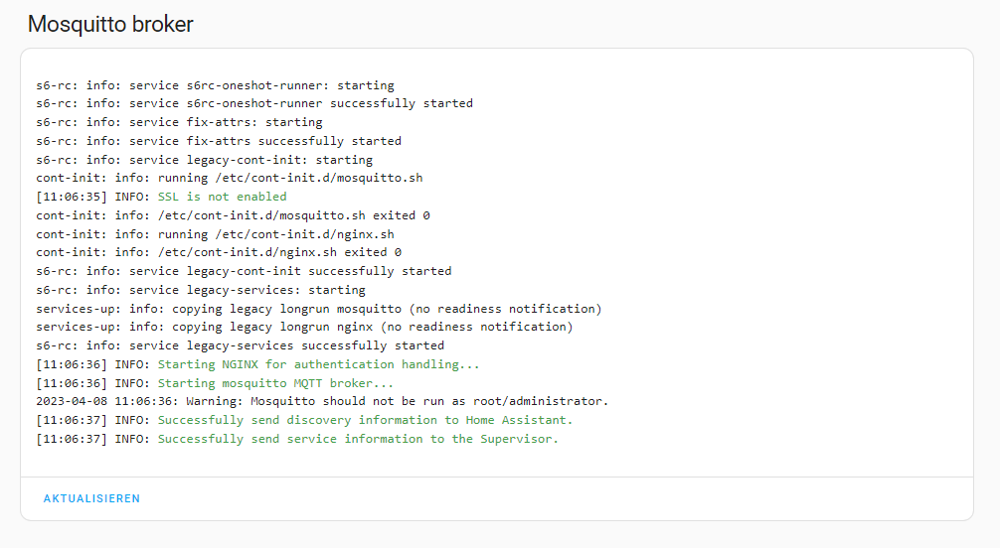 Mosquitto broker
s6-rc: info: service s6rc-oneshot-runner: starting
s6-rc: info: service s6rc-oneshot-runner successfully started
s6-rc: info: service fix-attrs: starting
s6-rc: info: service fix-attrs successfully started
s6-rc: info: service legacy-cont-init: starting
cont-init: info: running /etc/cont-init.d/mosquitto.sh
[11:06:35] INFO: SSL is not enabled
cont-init: info: /etc/cont-init.d/mosquitto.sh exited 0
cont-init: info: running /etc/cont-init.d/nginx.sh
cont-init: info: /etc/cont-init.d/nginx.sh exited 0
s6-rc: info: service legacy-cont-init successfully started
s6-rc: info: service legacy-services: starting
services-up: info: copying legacy longrun mosquitto (no readiness notification)
services-up: info: copying legacy longrun nginx (no readiness notification)
s6-rc: info: service legacy-services successfully started
[11:06:36] INFO: Starting NGINX for authentication handling...
[11:06:36] INFO: Starting mosquitto MQTT broker...
2023-04-08 11:06:36: Warning: Mosquitto should not be run as root/administrator.
[11:06:37] INFO: Successfully send discovery information to Home Assistant.
[11:06:37] INFO: Successfully send service information to the Supervisor.
AKTUALISIEREN